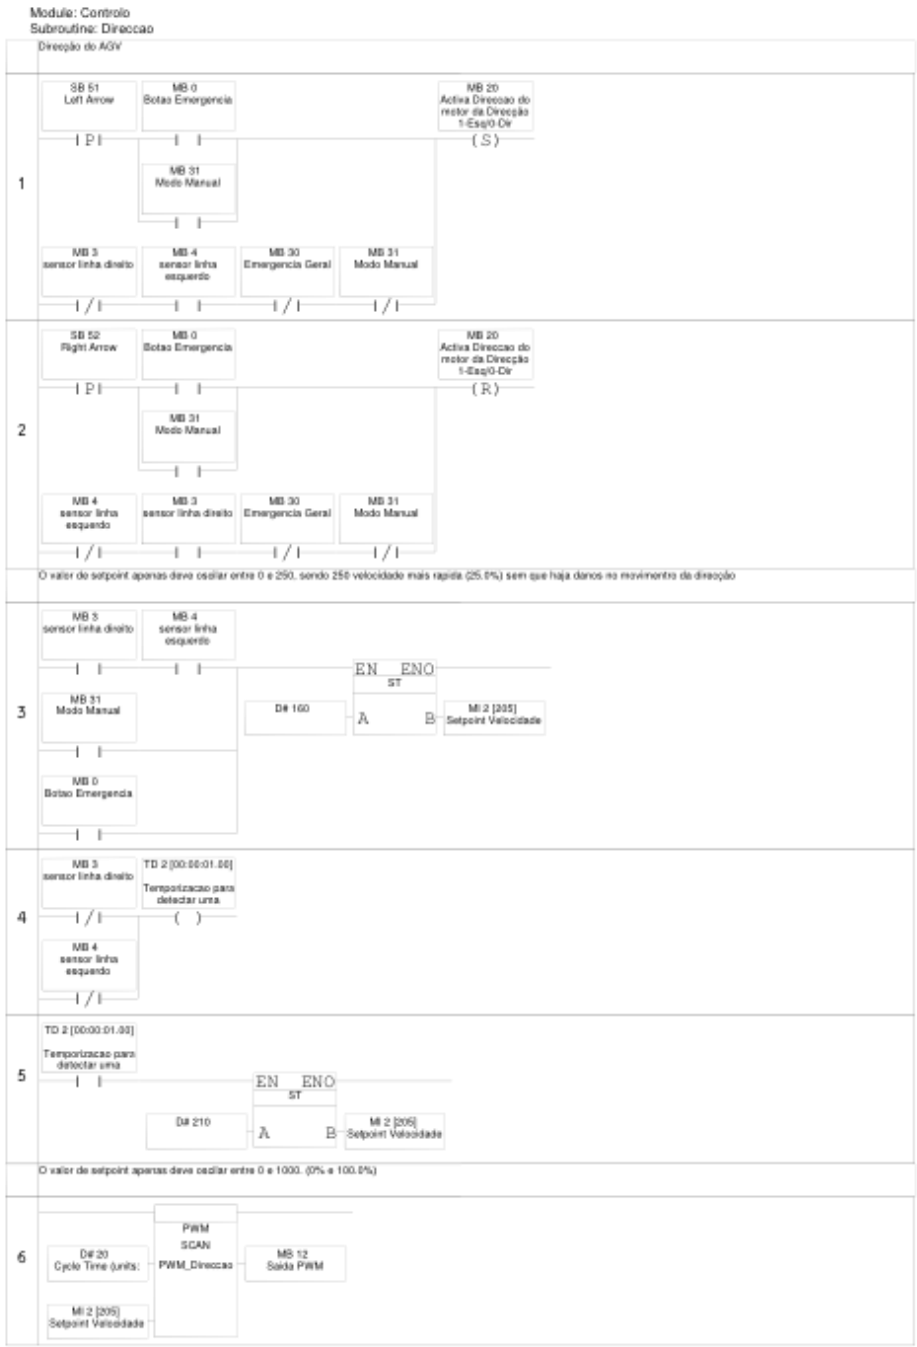 Module: Controlo
Subroutine: Direccao
Direcção do AGV
1
SB 51
Left Arrow
MB 0
Botao Emergencia
MB 20
Activa Direccao do
motor da Direcção
1-Esq/0-Dir
P
(S)
MB 31
Modo Manual
MB 3
sensor linha direito
MB 4
sensor linha
esquerdo
MB 30
Emergencia Geral
MB 31
Modo Manual
2
SB 52
Right Arrow
MB 0
Botao Emergencia
MB 20
Activa Direccao do
motor da Direcção
1-Esq/0-Dir
P
(R)
MB 31
Modo Manual
MB 4
sensor linha
esquerdo
MB 3
sensor linha direito
MB 30
Emergencia Geral
MB 31
Modo Manual
O valor de setpoint apenas deve oscilar entre 0 e 250, sendo 250 velocidade mais rapida (25.0%) sem que haja danos no movimentro da direcção
3
MB 3
sensor linha direito
MB 4
sensor linha
esquerdo
MB 31
Modo Manual
MB 0
Botao Emergencia
EN ENO
ST
D# 160
A B
MI 2 [205]
Setpoint Velocidade
4
MB 3
sensor linha direito
TD 2 [00:00:01.00]
Temporizacao para
detectar uma
( )
MB 4
sensor linha
esquerdo
5
TD 2 [00:00:01.00]
Temporizacao para
detectar uma
EN ENO
ST
D# 210
A B
MI 2 [205]
Setpoint Velocidade
O valor de setpoint apenas deve oscilar entre 0 e 1000. (0% e 100.0%)
6
PWM
SCAN
PWM_Direccao
D# 20
Cycle Time (units:
MB 12
Saida PWM
MI 2 [205]
Setpoint Velocidade